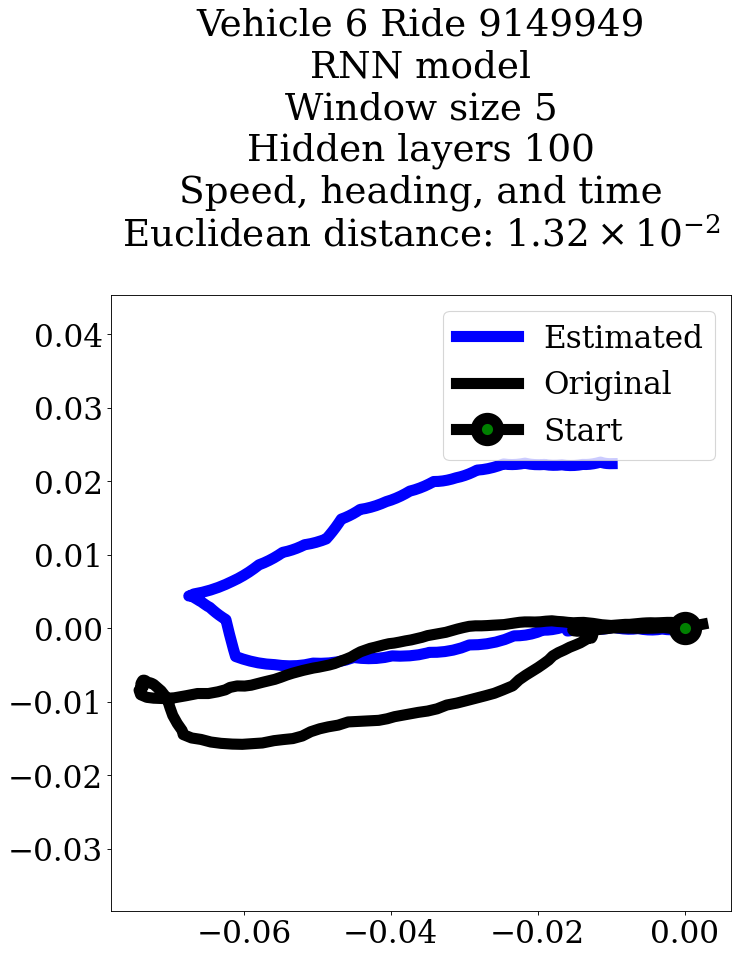 Vehicle 6 Ride 9149949
RNN model
Window size 5
Hidden layers 100
Speed, heading, and time
Euclidean distance: 1.32 × 10⁻²
Estimated
Original
Start
0.04
0.03
0.02
0.01
0.00
−0.01
−0.02
−0.03
−0.06 −0.04 −0.02 0.00